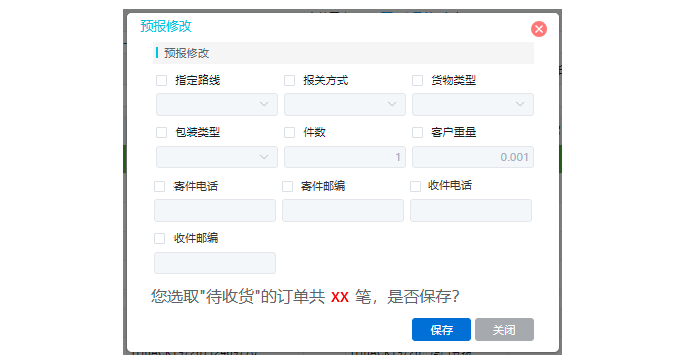 预报修改
预报修改
指定路线 报关方式 货物类型
包装类型 件数 客户重量
1 0.001
寄件电话 寄件邮编 收件电话
收件邮编
您选取"待收货"的订单共 XX 笔，是否保存?
保存 关闭